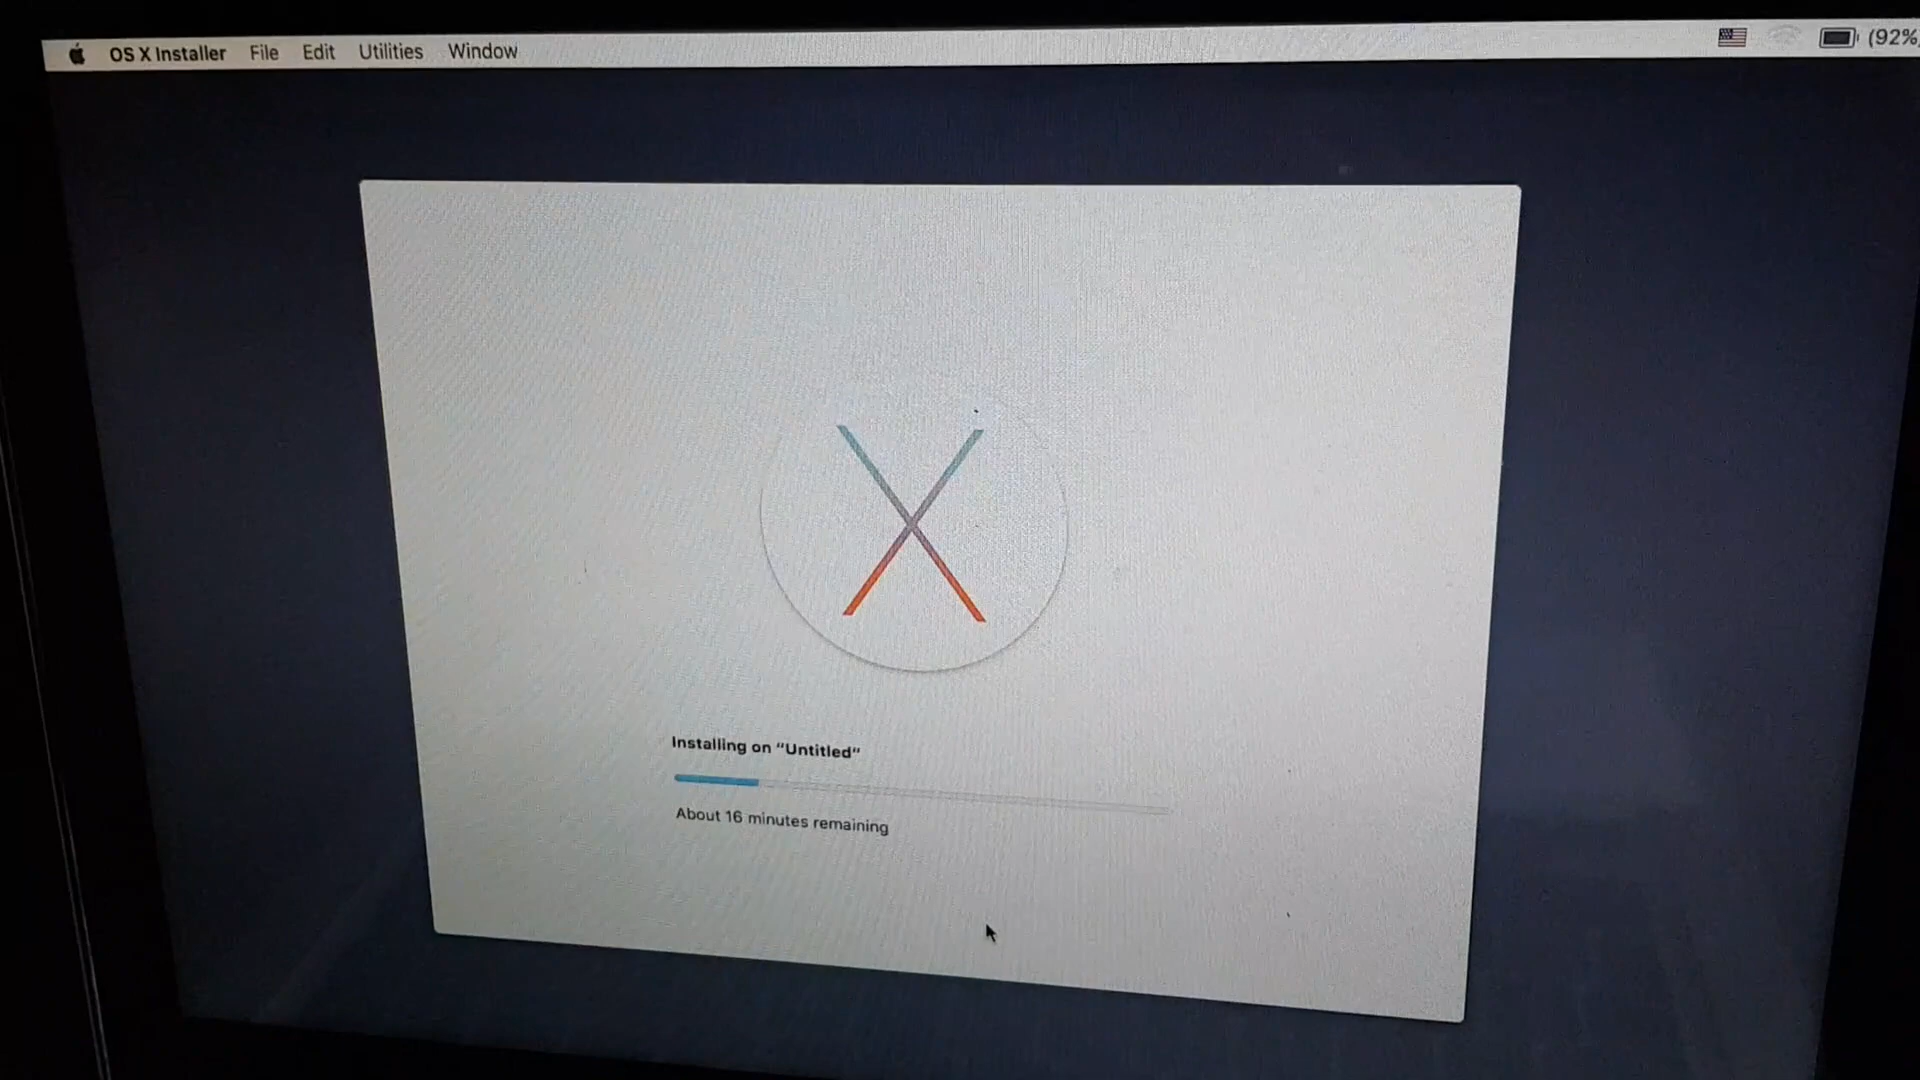 OS X Installer File Edit Utilities Window (92%
Installing on “Untitled”
About 16 minutes remaining